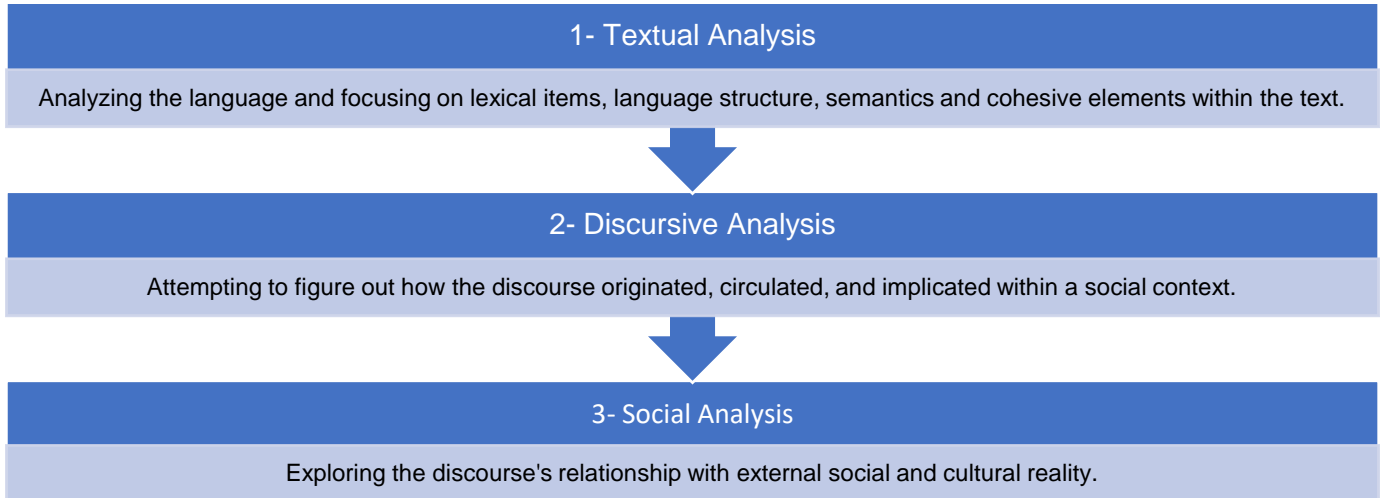 1- Textual Analysis
Analyzing the language and focusing on lexical items, language structure, semantics and cohesive elements within the text.
2- Discursive Analysis
Attempting to figure out how the discourse originated, circulated, and implicated within a social context.
3- Social Analysis
Exploring the discourse's relationship with external social and cultural reality.